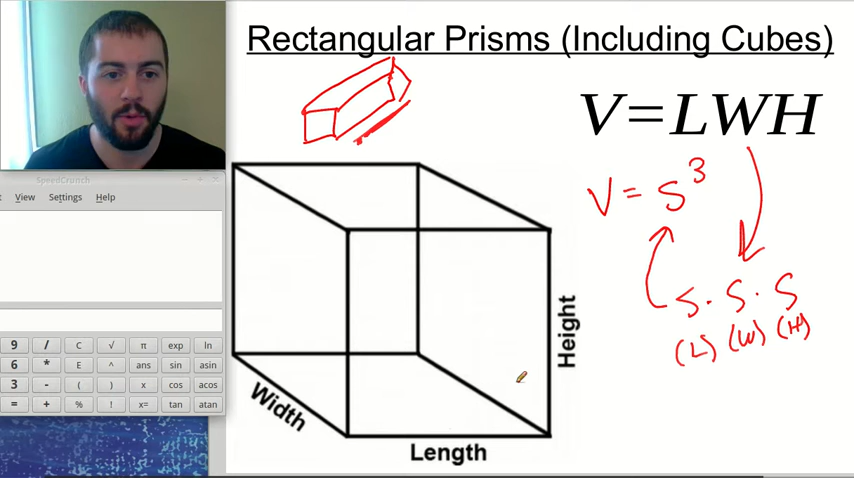 Rectangular Prisms (Including Cubes)
V=LWH
V = S³
S · S · S
(L) (W) (H)
Height
Width
Length
SpeedCrunch
View Settings Help
9 / C √ π exp ln
6 * E ^ ans sin asin
3 - ( ) x cos acos
= + % ! x= tan atan